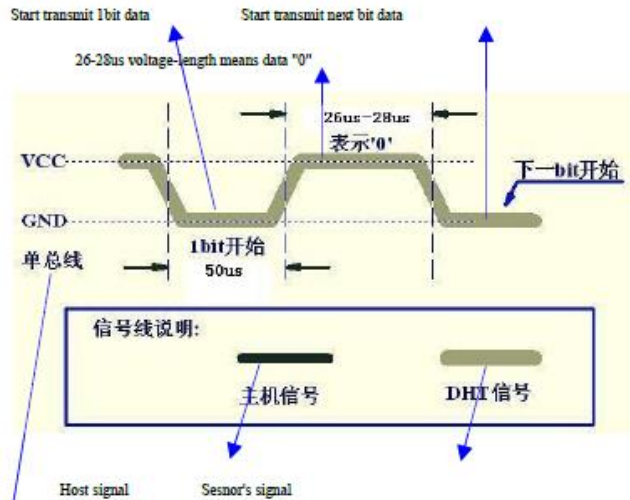 Start transmit 1bit data Start transmit next bit data
26-28us voltage-length means data "0"
26us-28us
表示'0'
VCC
下一bit开始
GND
1bit开始
单总线
50us
信号线说明:
主机信号 DHT信号
Host signal Sesnor's signal